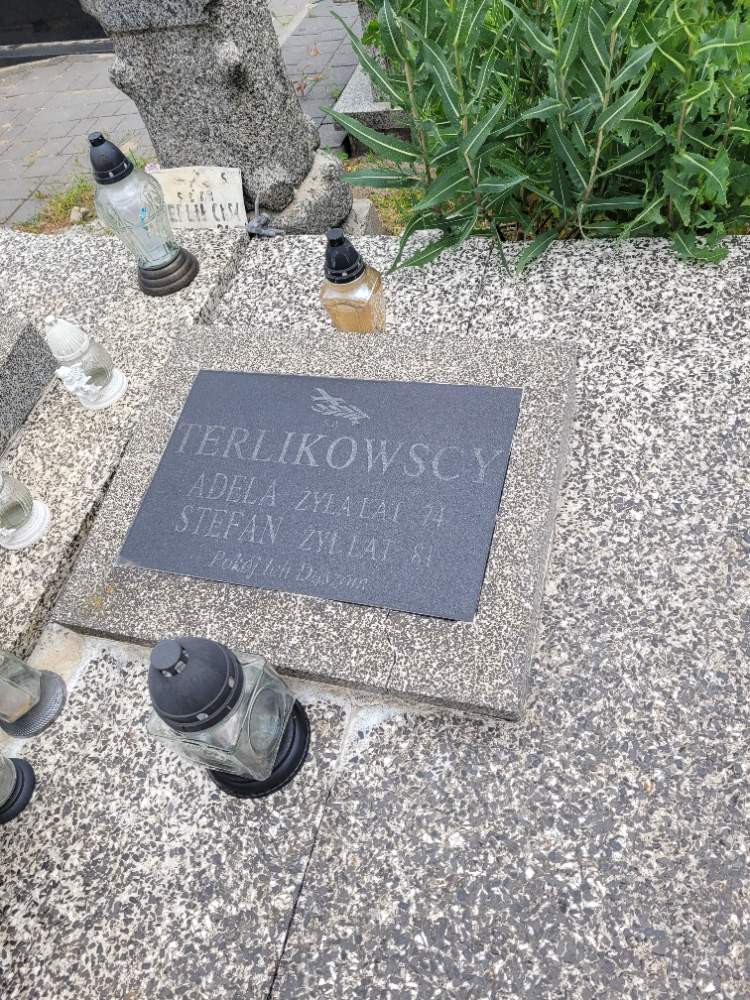 TERLIKOWSCY
ADELA ŻYŁA LAT 74
STEFAN ŻYŁ LAT 81
Pokój Ich Duszom